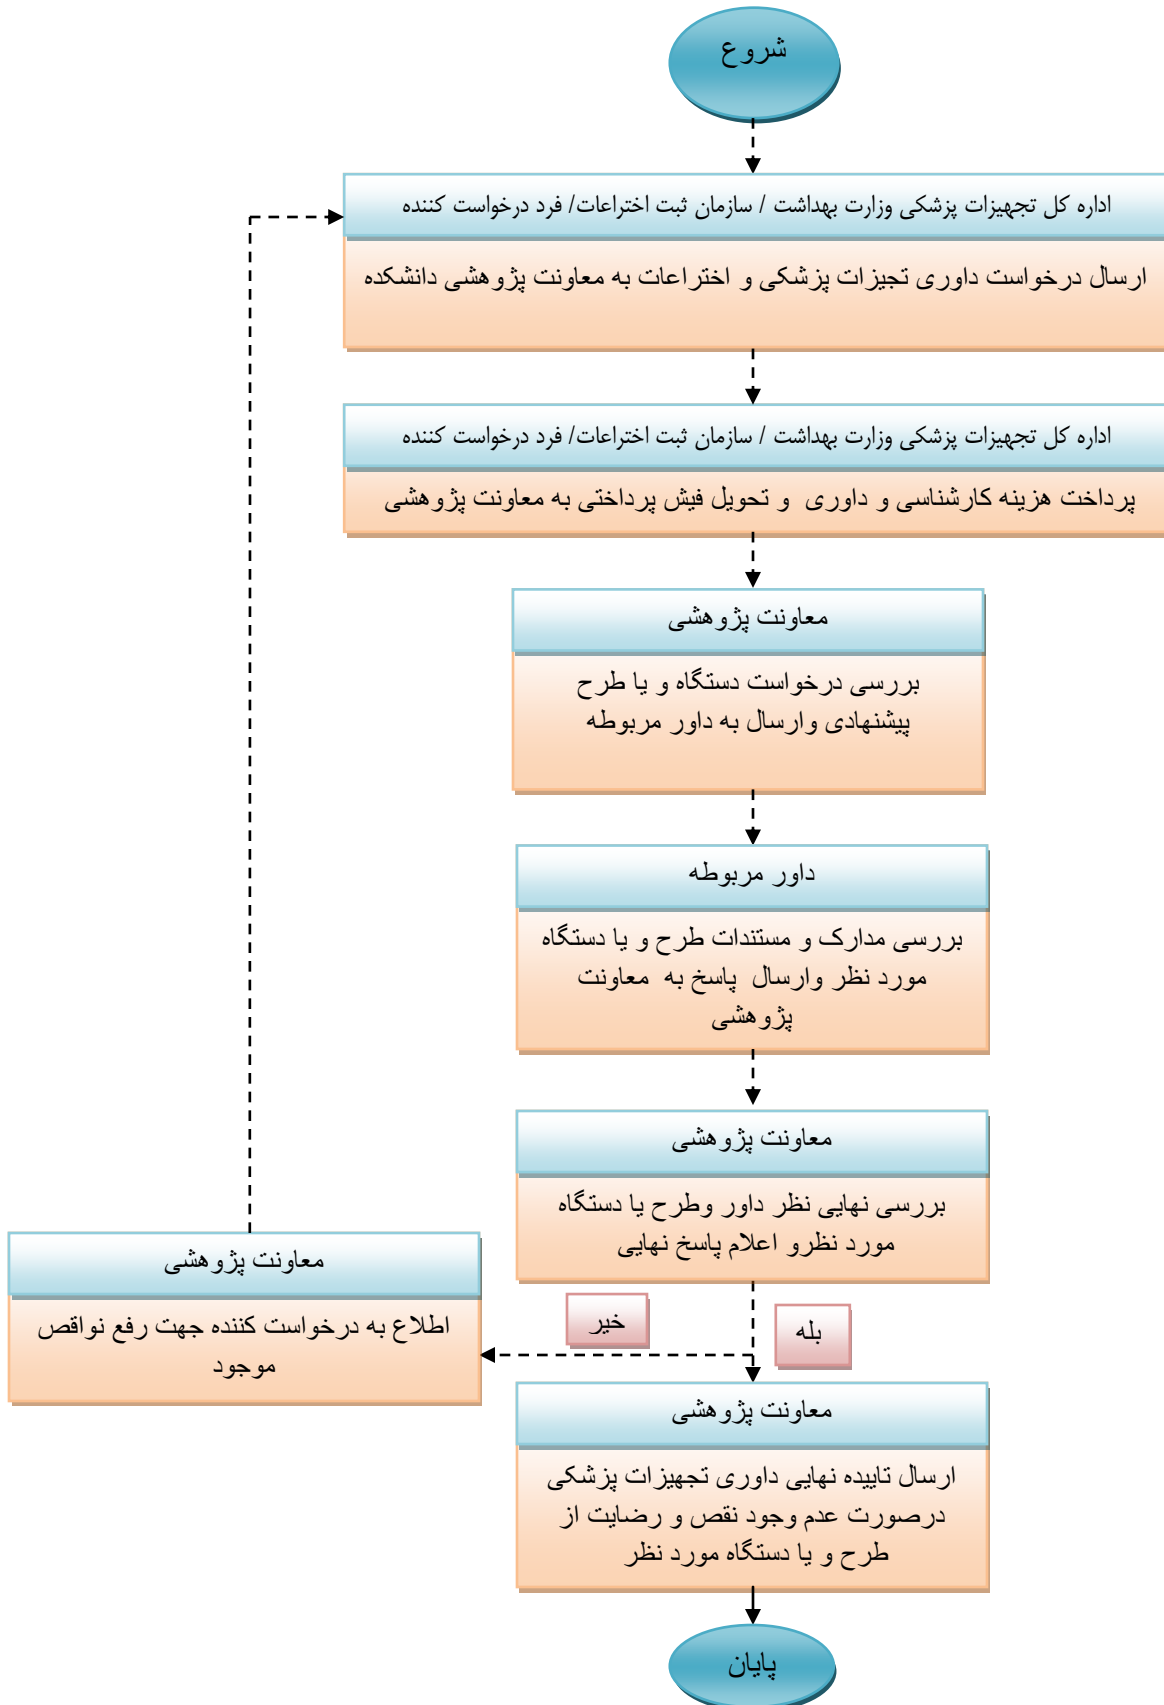 شروع
اداره کل تجهیزات پزشکی وزارت بهداشت / سازمان ثبت اختراعات/ فرد درخواست کننده
ارسال درخواست داوری تجیزات پزشکی و اختراعات به معاونت پژوهشی دانشکده
اداره کل تجهیزات پزشکی وزارت بهداشت / سازمان ثبت اختراعات/ فرد درخواست کننده
پرداخت هزینه کارشناسی و داوری و تحویل فیش پرداختی به معاونت پژوهشی
معاونت پژوهشی
بررسی درخواست دستگاه و یا طرح
پیشنهادی وارسال به داور مربوطه
داور مربوطه
بررسی مدارک و مستندات طرح و یا دستگاه
مورد نظر وارسال پاسخ به معاونت
پژوهشی
معاونت پژوهشی
بررسی نهایی نظر داور وطرح یا دستگاه
مورد نظرو اعلام پاسخ نهایی
بله
خیر
معاونت پژوهشی
اطلاع به درخواست کننده جهت رفع نواقص
موجود
معاونت پژوهشی
ارسال تاییده نهایی داوری تجهیزات پزشکی
درصورت عدم وجود نقص و رضایت از
طرح و یا دستگاه مورد نظر
پایان